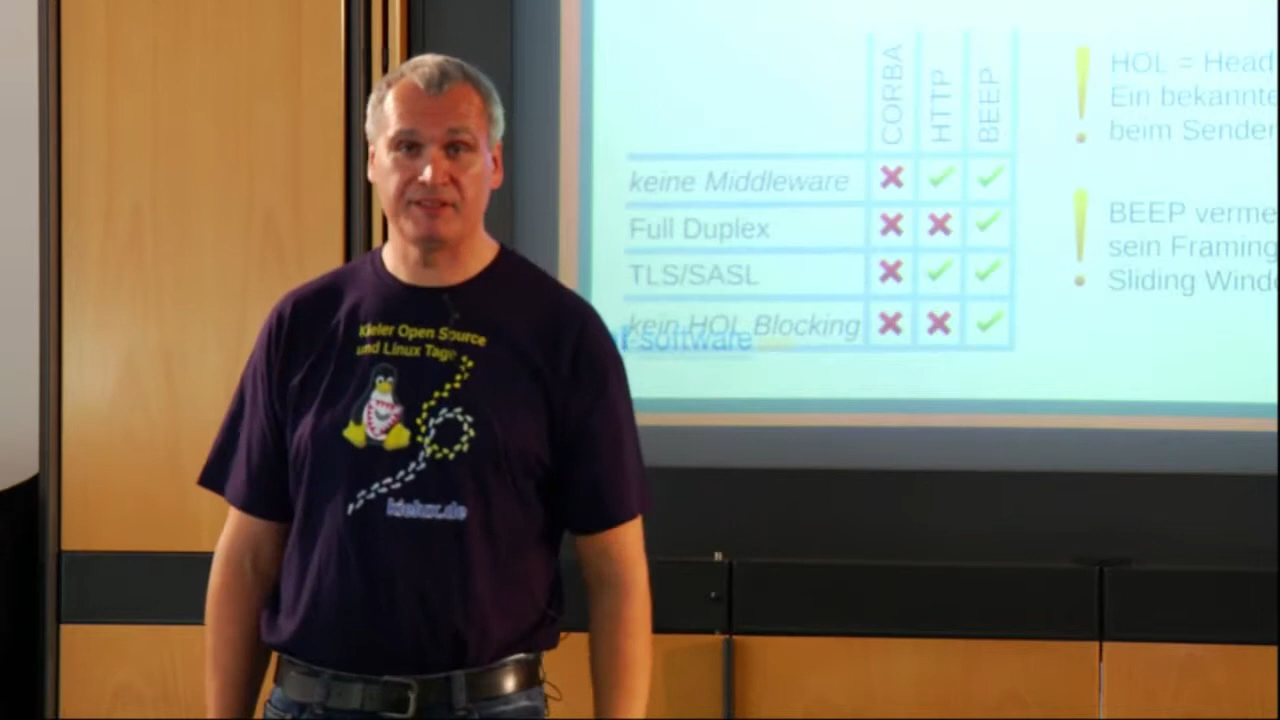 CORBA
HTTP
BEEP
keine Middleware
Full Duplex
TLS/SASL
kein HOL Blocking
software
HOL = Head
Ein bekannte
beim Sender
BEEP verme
sein Framing
Sliding Wind
Kieler Open Source
und Linux Tage
kielux.de